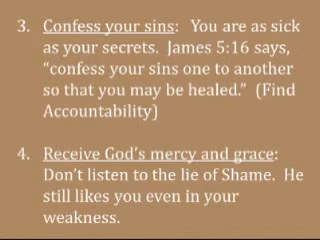 3. Confess your sins: You are as sick
as your secrets. James 5:16 says,
“confess your sins one to another
so that you may be healed.” (Find
Accountability)
4. Receive God’s mercy and grace:
Don’t listen to the lie of Shame. He
still likes you even in your
weakness.